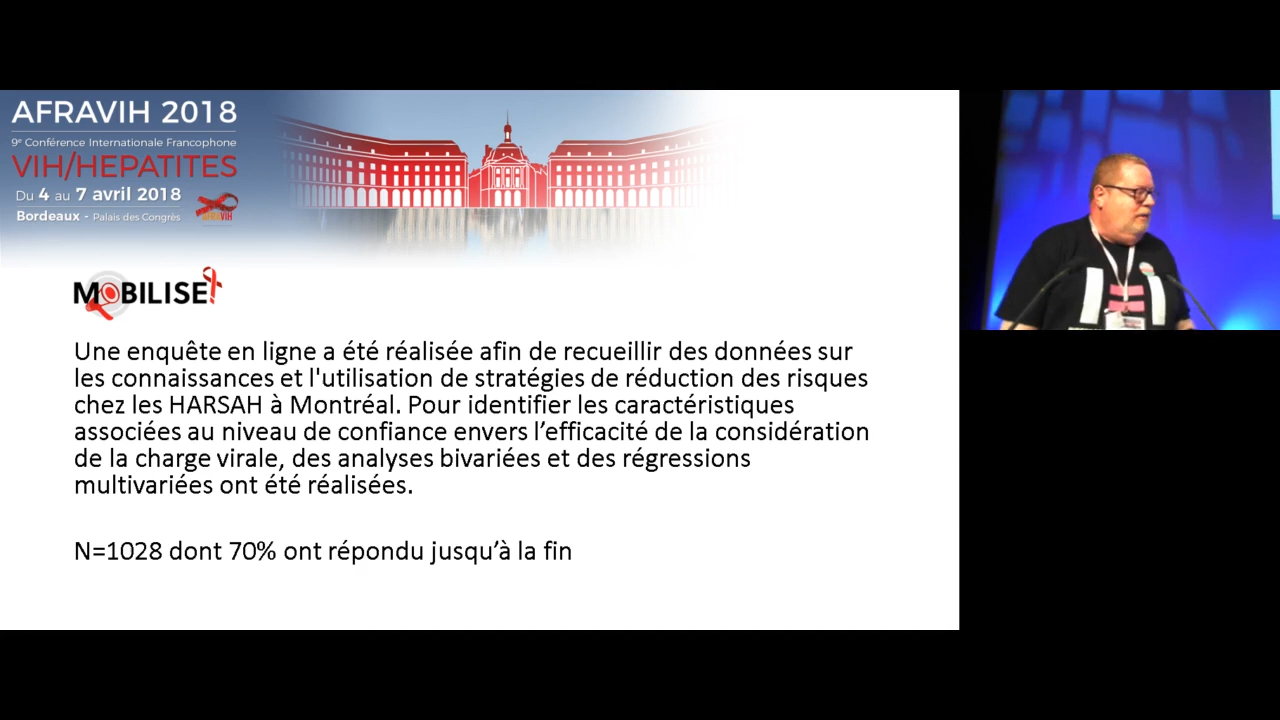 AFRAVIH 2018
9e Conférence Internationale Francophone
VIH/HEPATITES
Du 4 au 7 avril 2018
Bordeaux - Palais des Congrès
AFRAVIH
MOBILISE!
Une enquête en ligne a été réalisée afin de recueillir des données sur
les connaissances et l'utilisation de stratégies de réduction des risques
chez les HARSAH à Montréal. Pour identifier les caractéristiques
associées au niveau de confiance envers l’efficacité de la considération
de la charge virale, des analyses bivariées et des régressions
multivariées ont été réalisées.
N=1028 dont 70% ont répondu jusqu’à la fin